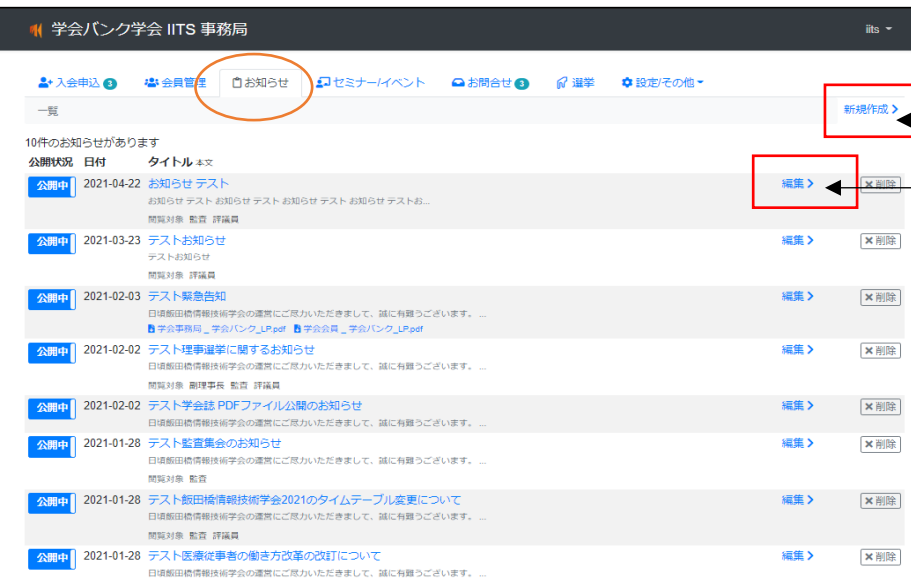 学会バンク学会 IITS 事務局 iits
入会申込 3 会員管理 お知らせ セミナー/イベント お問合せ 3 選挙 設定/その他
一覧 新規作成
10件のお知らせがあります
公開状況 日付 タイトル 本文
公開中 2021-04-22 お知らせ テスト 編集 削除
お知らせ テスト お知らせ テスト お知らせ テスト お知らせ テストお...
閲覧対象 監査 評議員
公開中 2021-03-23 テストお知らせ 編集 削除
テストお知らせ
閲覧対象 評議員
公開中 2021-02-03 テスト緊急告知 編集 削除
日頃飯田橋情報技術学会の運営にご尽力いただきまして、誠に有難うございます。 ...
学会事務局 _ 学会バンク_LP.pdf 学会会員 _ 学会バンク_LP.pdf
公開中 2021-02-02 テスト理事選挙に関するお知らせ 編集 削除
日頃飯田橋情報技術学会の運営にご尽力いただきまして、誠に有難うございます。 ...
閲覧対象 副理事長 監査 評議員
公開中 2021-02-02 テスト学会誌 PDFファイル公開のお知らせ 編集 削除
日頃飯田橋情報技術学会の運営にご尽力いただきまして、誠に有難うございます。 ...
公開中 2021-01-28 テスト監査集会のお知らせ 編集 削除
日頃飯田橋情報技術学会の運営にご尽力いただきまして、誠に有難うございます。 ...
閲覧対象 監査
公開中 2021-01-28 テスト飯田橋情報技術学会2021のタイムテーブル変更について 編集 削除
日頃飯田橋情報技術学会の運営にご尽力いただきまして、誠に有難うございます。 ...
閲覧対象 監査 評議員
公開中 2021-01-28 テスト医療従事者の働き方改革の改訂について 編集 削除
日頃飯田橋情報技術学会の運営にご尽力いただきまして、誠に有難うございます。 ...